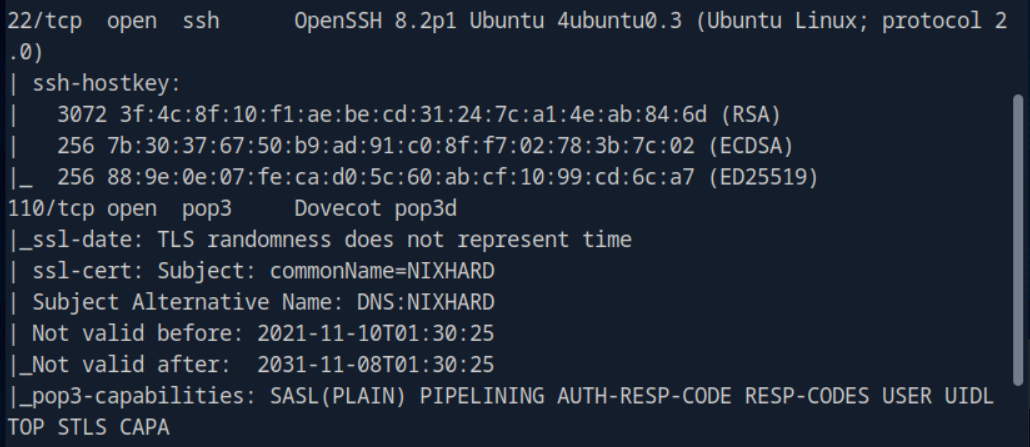 22/tcp  open  ssh      OpenSSH 8.2p1 Ubuntu 4ubuntu0.3 (Ubuntu Linux; protocol 2
.0)
| ssh-hostkey:
|   3072 3f:4c:8f:10:f1:ae:be:cd:31:24:7c:a1:4e:ab:84:6d (RSA)
|   256 7b:30:37:67:50:b9:ad:91:c0:8f:f7:02:78:3b:7c:02 (ECDSA)
|_  256 88:9e:0e:07:fe:ca:d0:5c:60:ab:cf:10:99:cd:6c:a7 (ED25519)
110/tcp open  pop3     Dovecot pop3d
|_ssl-date: TLS randomness does not represent time
| ssl-cert: Subject: commonName=NIXHARD
| Subject Alternative Name: DNS:NIXHARD
| Not valid before: 2021-11-10T01:30:25
|_Not valid after:  2031-11-08T01:30:25
|_pop3-capabilities: SASL(PLAIN) PIPELINING AUTH-RESP-CODE RESP-CODES USER UIDL
TOP STLS CAPA